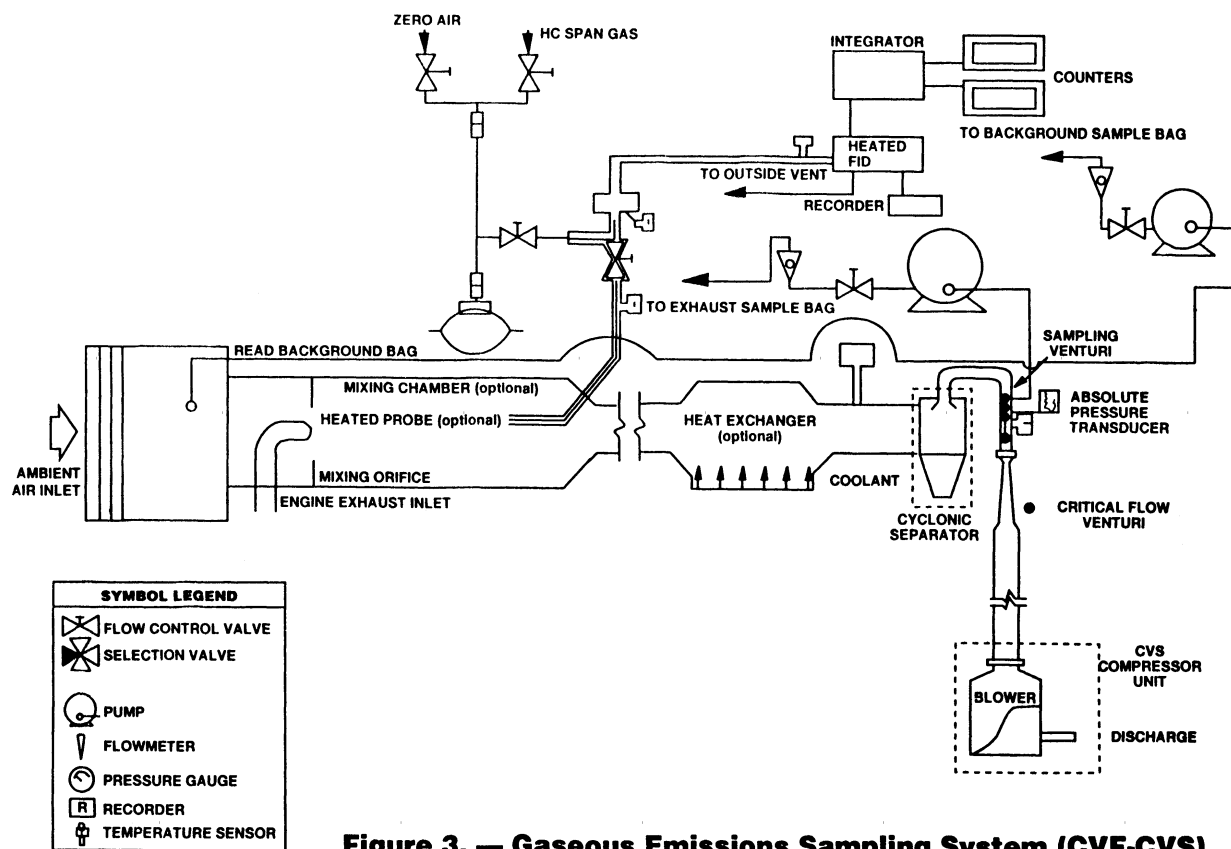 ZERO AIR
HC SPAN GAS
INTEGRATOR
COUNTERS
TO BACKGROUND SAMPLE BAG
HEATED
FID
TO OUTSIDE VENT
RECORDER
TO EXHAUST SAMPLE BAG
SAMPLING
VENTURI
READ BACKGROUND BAG
MIXING CHAMBER (optional)
HEATED PROBE (optional)
HEAT EXCHANGER
(optional)
ABSOLUTE
PRESSURE
TRANSDUCER
AMBIENT
AIR INLET
MIXING ORIFICE
ENGINE EXHAUST INLET
COOLANT
CYCLONIC
SEPARATOR
CRITICAL FLOW
VENTURI
SYMBOL LEGEND
FLOW CONTROL VALVE
SELECTION VALVE
PUMP
FLOWMETER
PRESSURE GAUGE
R RECORDER
TEMPERATURE SENSOR
CVS
COMPRESSOR
UNIT
BLOWER
DISCHARGE
Figure 3. — Gaseous Emissions Sampling System (CVF-CVS)